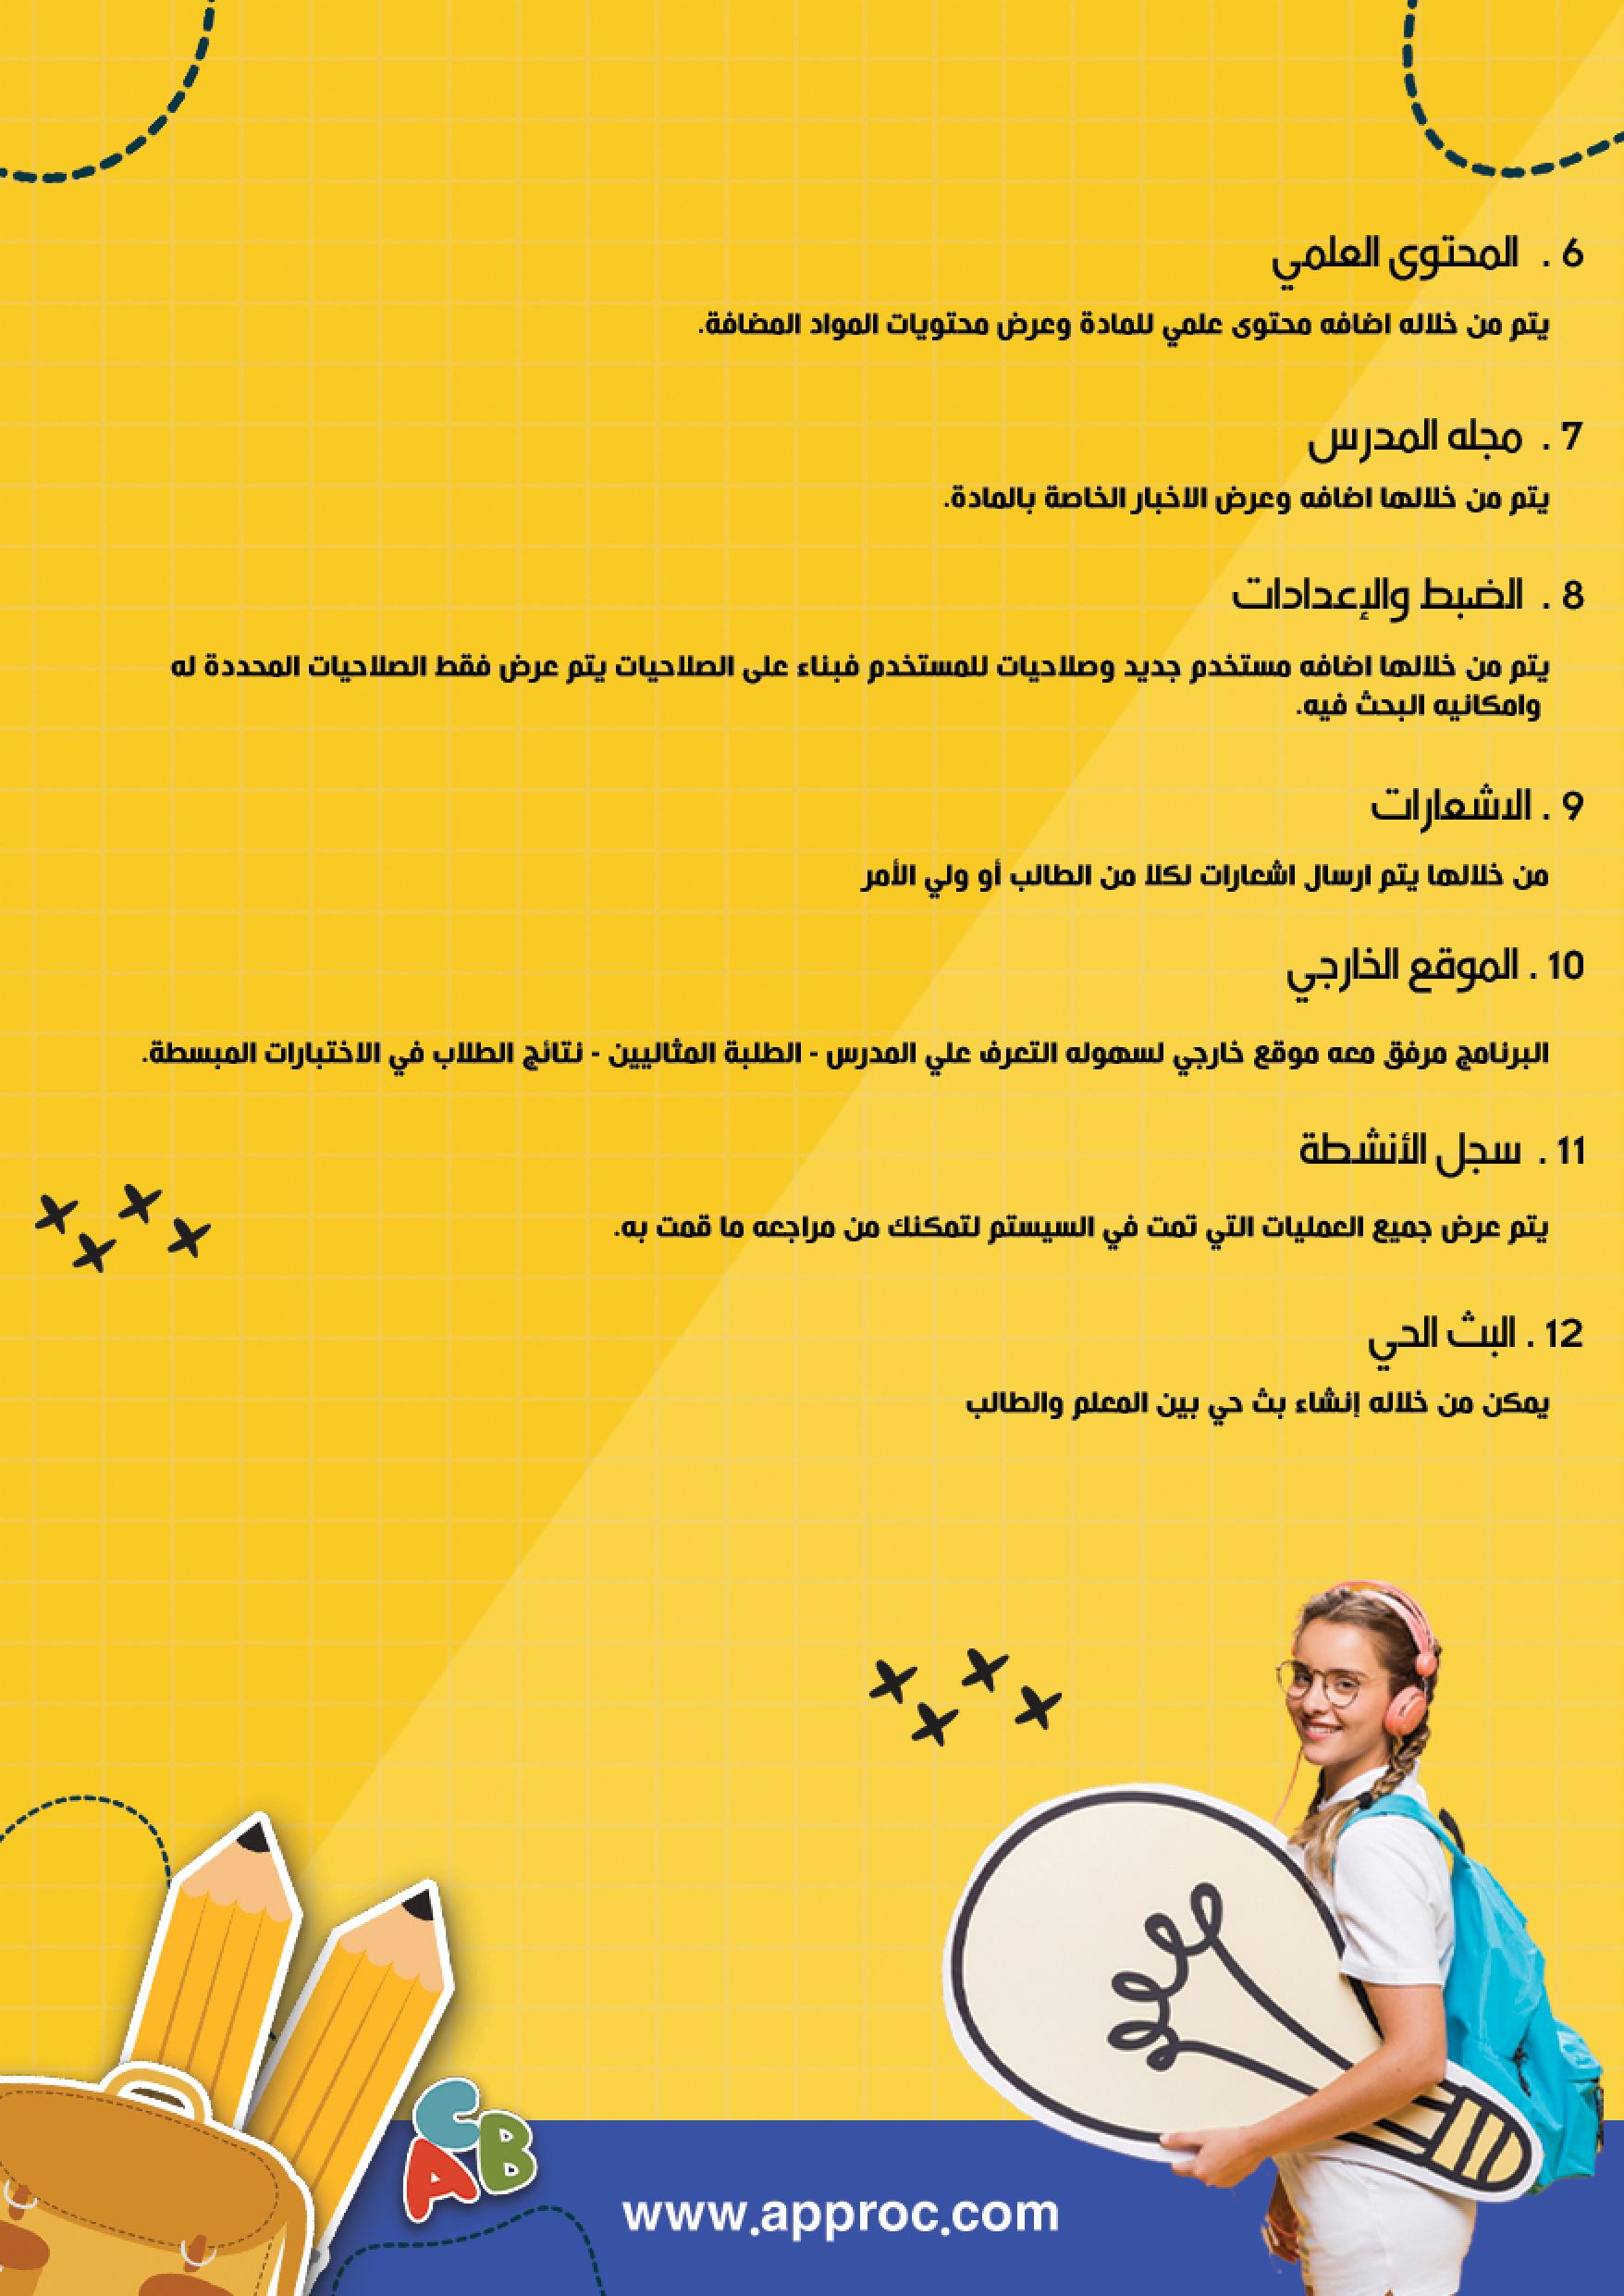 6 . المحتوى العلمي
يتم من خلاله اضافه محتوى علمي للمادة وعرض محتويات المواد المضافة.
7 . مجله المدرس
يتم من خلالها اضافه وعرض الاخبار الخاصة بالمادة.
8 . الضبط والإعدادات
يتم من خلالها اضافه مستخدم جديد وصلاحيات للمستخدم فبناء على الصلاحيات يتم عرض فقط الصلاحيات المحددة له
وامكانيه البحث فيه.
9 . الاشعارات
من خلالها يتم ارسال اشعارات لكلا من الطالب أو ولي الأمر
10 . الموقع الخارجي
البرنامج مرفق معه موقع خارجي لسهوله التعرف علي المدرس - الطلبة المثاليين - نتائج الطلاب في الاختبارات المبسطة.
11 . سجل الأنشطة
يتم عرض جميع العمليات التي تمت في السيستم لتمكنك من مراجعه ما قمت به.
12 . البث الحي
يمكن من خلاله إنشاء بث حي بين المعلم والطالب
C
A B
www.approc.com